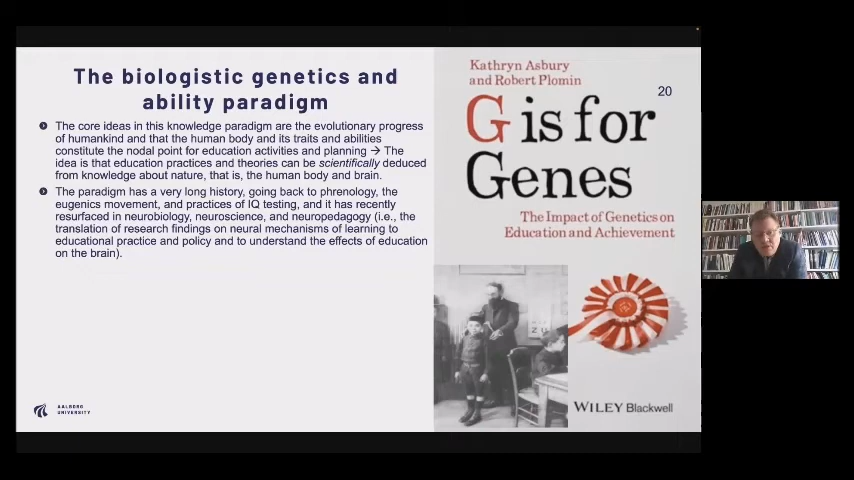 The biologistic genetics and
ability paradigm
The core ideas in this knowledge paradigm are the evolutionary progress
of humankind and that the human body and its traits and abilities
constitute the nodal point for education activities and planning → The
idea is that education practices and theories can be scientifically deduced
from knowledge about nature, that is, the human body and brain.
The paradigm has a very long history, going back to phrenology, the
eugenics movement, and practices of IQ testing, and it has recently
resurfaced in neurobiology, neuroscience, and neuropedagogy (i.e., the
translation of research findings on neural mechanisms of learning to
educational practice and policy and to understand the effects of education
on the brain).
AALBORG
UNIVERSITY
Kathryn Asbury
and Robert Plomin
20
G is for
Genes
The Impact of Genetics on
Education and Achievement
WILEY Blackwell